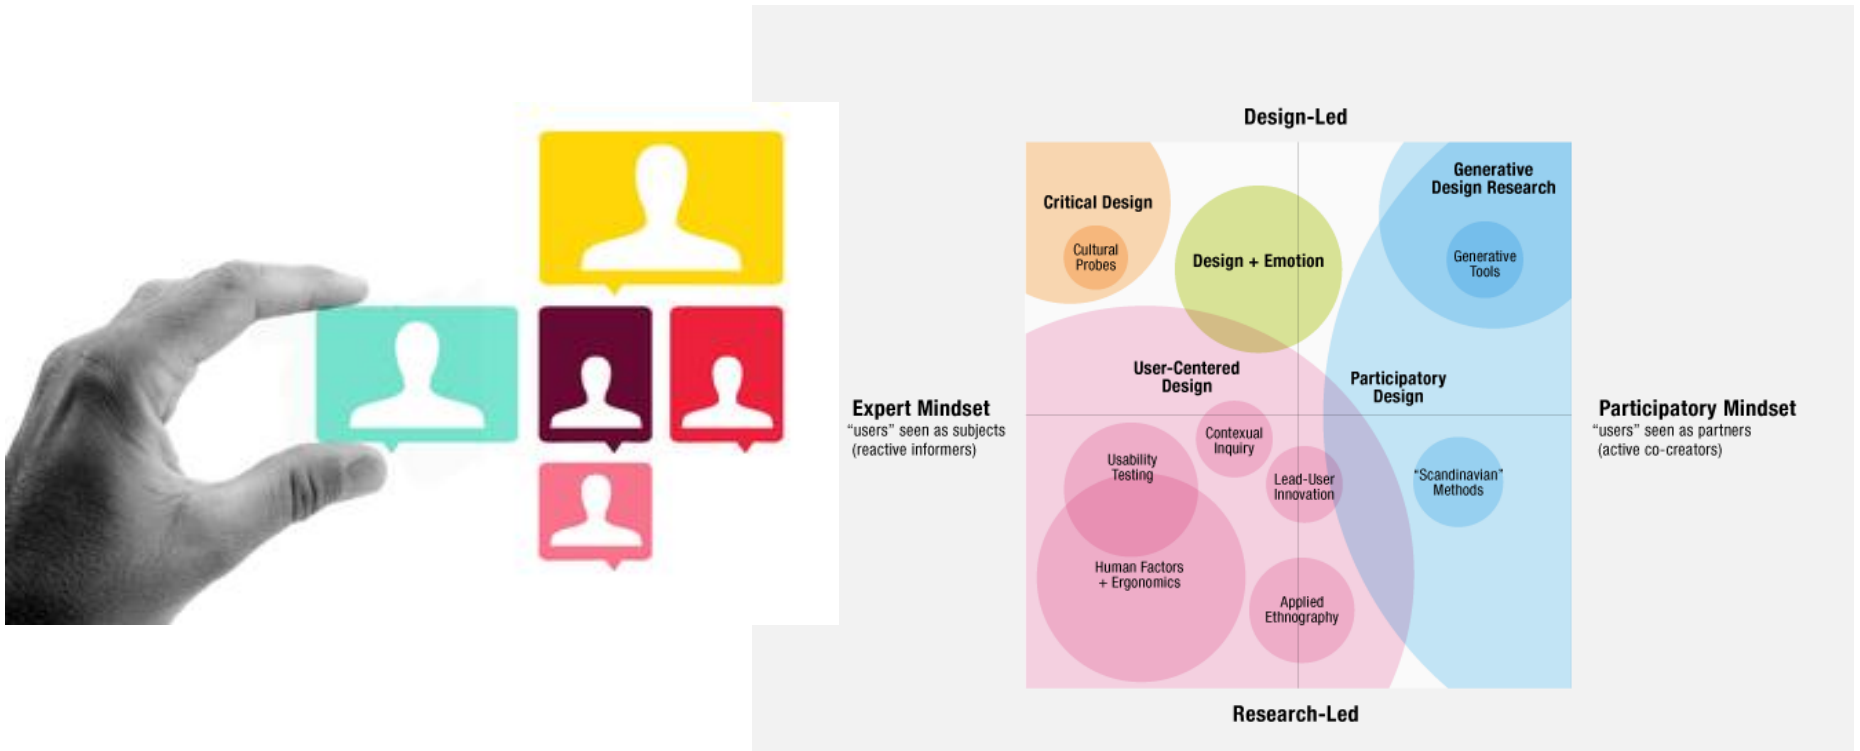 Design-Led
Generative
Design Research
Critical Design
Cultural
Probes
Design + Emotion
Generative
Tools
User-Centered
Design
Participatory
Design
Expert Mindset
“users” seen as subjects
(reactive informers)
Participatory Mindset
“users” seen as partners
(active co-creators)
Contexual
Inquiry
Usability
Testing
Lead-User
Innovation
“Scandinavian”
Methods
Human Factors
+ Ergonomics
Applied
Ethnography
Research-Led